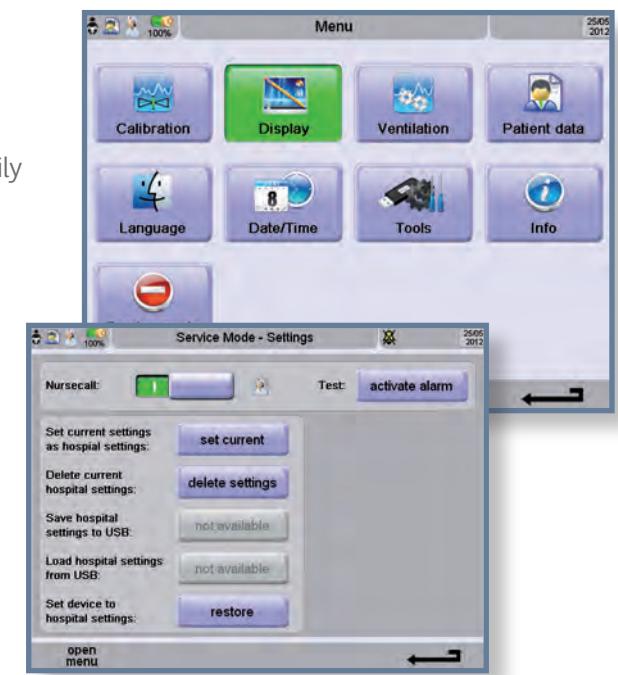 100%
Menu
25/05
2012
Calibration
Display
Ventilation
Patient data
ily
8
Language
Date/Time
Tools
Info
100%
Service Mode - Settings
25/05
2012
Nursecall:
I
Test:
activate alarm
Set current settings
as hospial settings:
set current
Delete current
hospital settings:
delete settings
Save hospital
settings to USB:
not available
Load hospital settings
from USB:
not available
Set device to
hospital settings:
restore
open
menu